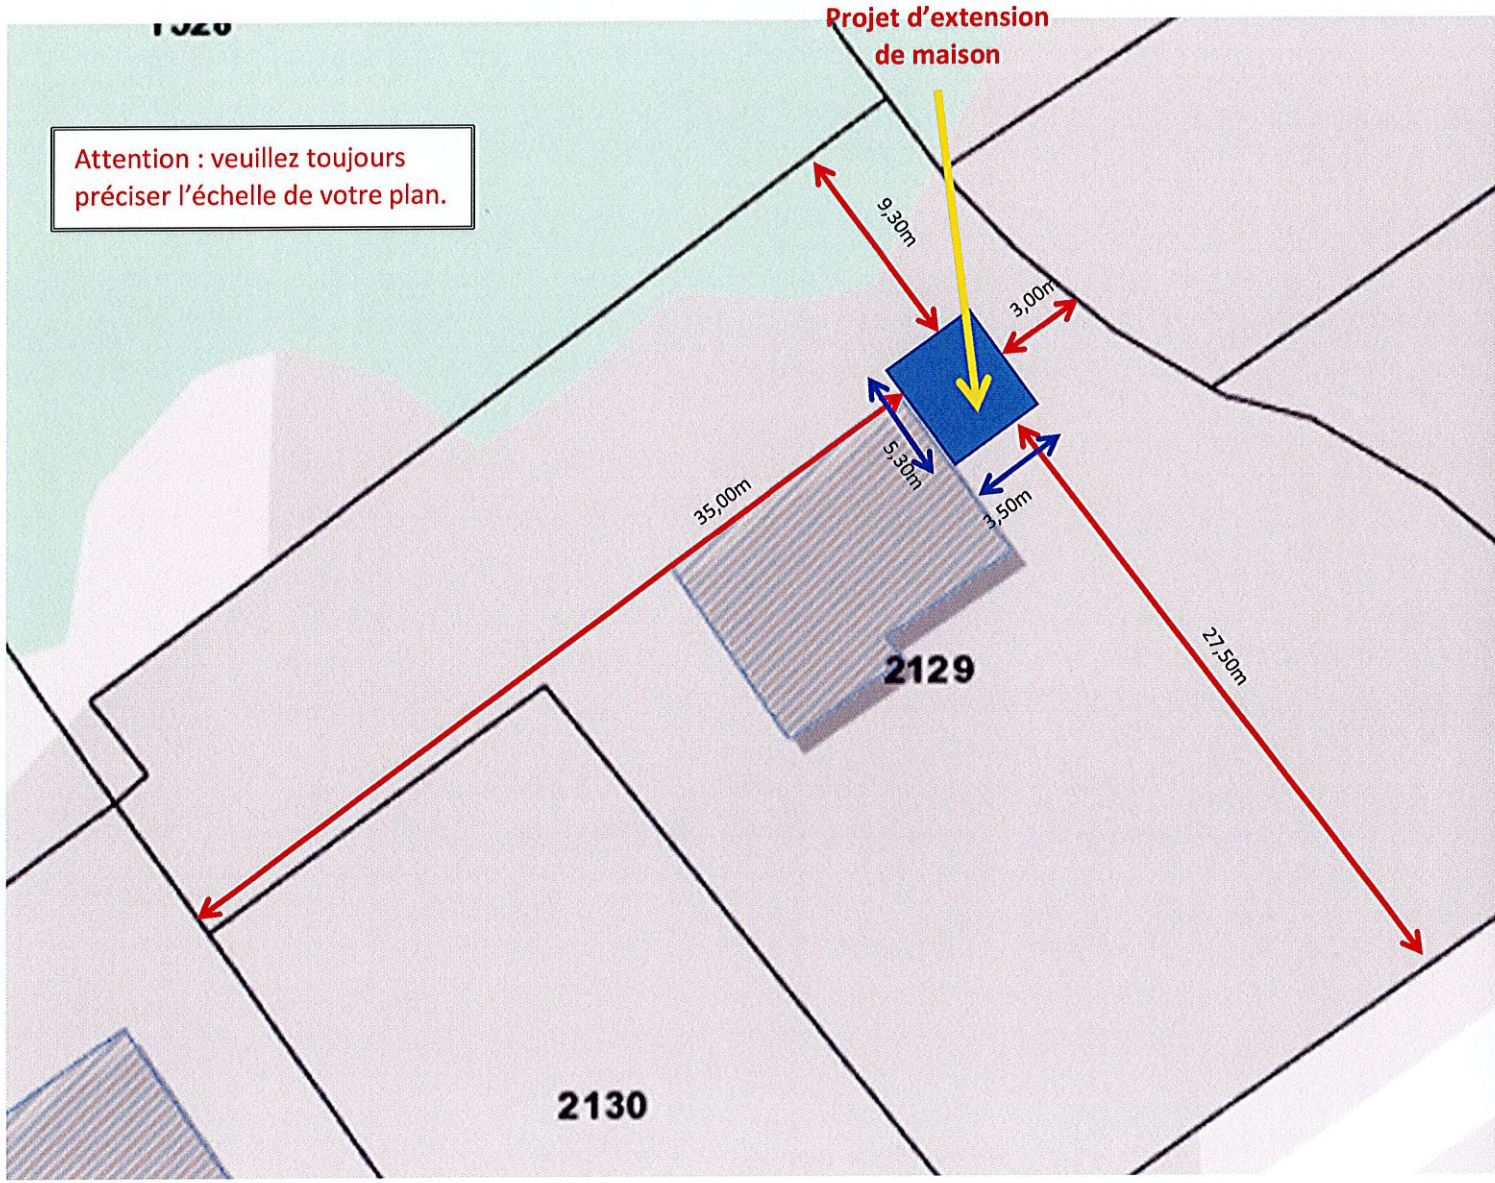 Projet d'extension
de maison
Attention : veuillez toujours
préciser l'échelle de votre plan.
9,30m
3,00m
5,30m
35,00m
3,50m
27,50m
2129
2130